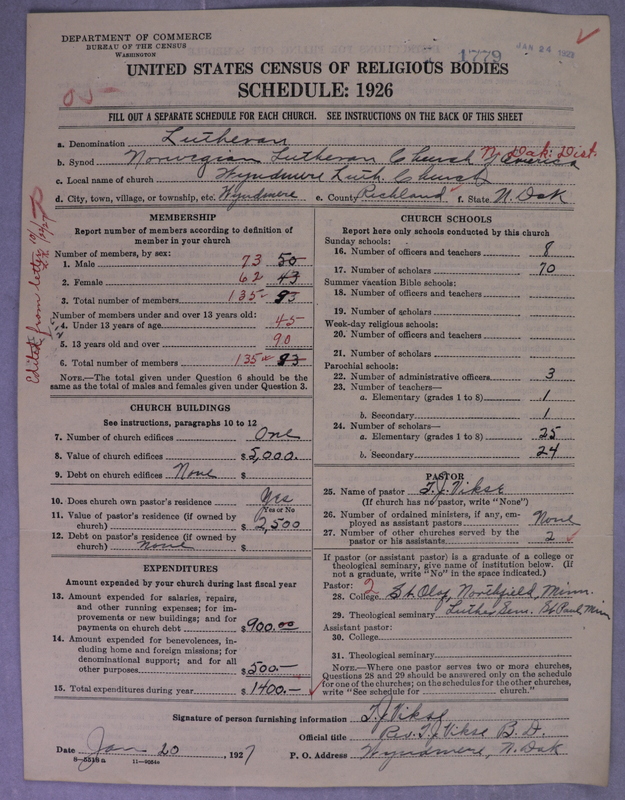 DEPARTMENT OF COMMERCE
BUREAU OF THE CENSUS
WASHINGTON
1779
JAN 24 1929
UNITED STATES CENSUS OF RELIGIOUS BODIES
SCHEDULE: 1926
FILL OUT A SEPARATE SCHEDULE FOR EACH CHURCH. SEE INSTRUCTIONS ON THE BACK OF THIS SHEET
a. Denomination Lutheran
b. Synod Norwegian Lutheran Church of America N. Dak. Dist.
c. Local name of church Wyndmere Luth. Church
d. City, town, village, or township, etc. Wyndmere e. County Richland f. State N. Dak
MEMBERSHIP
Report number of members according to definition of
member in your church
Number of members, by sex:
1. Male 73 50
2. Female 62 43
3. Total number of members 135 93
Number of members under and over 13 years old:
4. Under 13 years of age 45
5. 13 years old and over 90
6. Total number of members 135 93
NOTE.—The total given under Question 6 should be the
same as the total of males and females given under Question 3.
Edited from letter
CHURCH BUILDINGS
See instructions, paragraphs 10 to 12
7. Number of church edifices One
8. Value of church edifices $5,000.
9. Debt on church edifices None $
10. Does church own pastor's residence Yes
Yes or No
11. Value of pastor's residence (if owned by
church) $2,500
12. Debt on pastor's residence (if owned by
church) none $
EXPENDITURES
Amount expended by your church during last fiscal year
13. Amount expended for salaries, repairs,
and other running expenses; for im-
provements or new buildings; and for
payments on church debt $900.00
14. Amount expended for benevolences, in-
cluding home and foreign missions; for
denominational support; and for all
other purposes $500.—
15. Total expenditures during year $1400.—
CHURCH SCHOOLS
Report here only schools conducted by this church
Sunday schools:
16. Number of officers and teachers 8
17. Number of scholars 70
Summer vacation Bible schools:
18. Number of officers and teachers
19. Number of scholars
Week-day religious schools:
20. Number of officers and teachers
21. Number of scholars
Parochial schools:
22. Number of administrative officers 3
23. Number of teachers—
a. Elementary (grades 1 to 8) 1
b. Secondary 1
24. Number of scholars—
a. Elementary (grades 1 to 8) 25
b. Secondary 24
PASTOR
25. Name of pastor T. J. Vikse
(If church has no pastor, write "None")
26. Number of ordained ministers, if any, em-
ployed as assistant pastors None
27. Number of other churches served by the
pastor or his assistants 2
If pastor (or assistant pastor) is a graduate of a college or
theological seminary, give name of institution below. (If
not a graduate, write "No" in the space indicated.)
Pastor: 2
28. College St. Olaf, Northfield, Minn.
29. Theological seminary Luther Sem. St Paul, Minn
Assistant pastor:
30. College
31. Theological seminary
NOTE.—Where one pastor serves two or more churches,
Questions 28 and 29 should be answered only on the schedule
for one of the churches; on the schedules for the other churches,
write "See schedule for church."
Signature of person furnishing information T. J. Vikse
Official title Rev. T. J. Vikse B. D.
Date Jan 20, 1927 P. O. Address Wyndmere, N. Dak
8—5518a 11—9054a